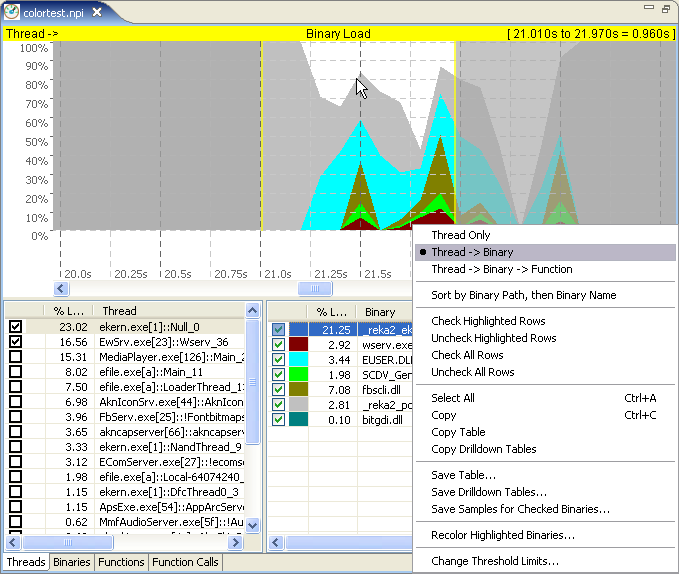 colortest.npi
Thread -> Binary Load [ 21.010s to 21.970s = 0.960s ]
100%
90%
80%
70%
60%
50%
40%
30%
20%
10%
0%
20.0s 20.25s 20.5s 20.75s 21.0s 21.25s 21.5s
Thread Only
Thread -> Binary
Thread -> Binary -> Function
Sort by Binary Path, then Binary Name
Check Highlighted Rows
Uncheck Highlighted Rows
Check All Rows
Uncheck All Rows
Select All Ctrl+A
Copy Ctrl+C
Copy Table
Copy Drilldown Tables
Save Table...
Save Drilldown Tables...
Save Samples for Checked Binaries...
Recolor Highlighted Binaries...
Change Threshold Limits...
% L... Thread
23.02 ekern.exe[1]::Null_0
16.56 EwSrv.exe[23]::Wserv_36
15.31 MediaPlayer.exe[126]::Main_2
8.02 efile.exe[a]::Main_11
7.50 efile.exe[a]::LoaderThread_1
6.98 AknIconSrv.exe[44]::AknIcon
3.96 FbServ.exe[25]::!Fontbitmaps
3.65 akncapserver[66]::akncapser
3.33 ekern.exe[1]::NandThread_9
3.12 EComServer.exe[27]::!ecomse
1.98 efile.exe[a]::Local-64074240_
1.15 ekern.exe[1]::DfcThread0_3
1.15 ApsExe.exe[54]::AppArcServ
0.62 MmfAudioServer.exe[5f]::!Au
% L... Binary
21.25 _reka2_ek
2.92 wserv.exe
3.44 EUSER.DLL
1.98 SCDV_Gen
7.08 fbscli.dll
2.81 _reka2_po
0.10 bitgdi.dll
Threads Binaries Functions Function Calls